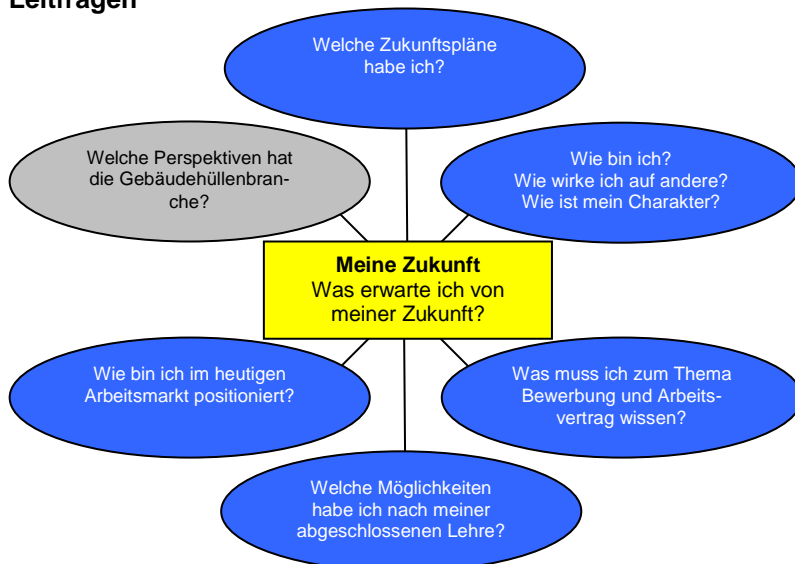 Leitfragen
Welche Zukunftspläne
habe ich?
Welche Perspektiven hat
die Gebäudehüllenbran-
che?
Wie bin ich?
Wie wirke ich auf andere?
Wie ist mein Charakter?
Meine Zukunft
Was erwarte ich von
meiner Zukunft?
Wie bin ich im heutigen
Arbeitsmarkt positioniert?
Was muss ich zum Thema
Bewerbung und Arbeits-
vertrag wissen?
Welche Möglichkeiten
habe ich nach meiner
abgeschlossenen Lehre?